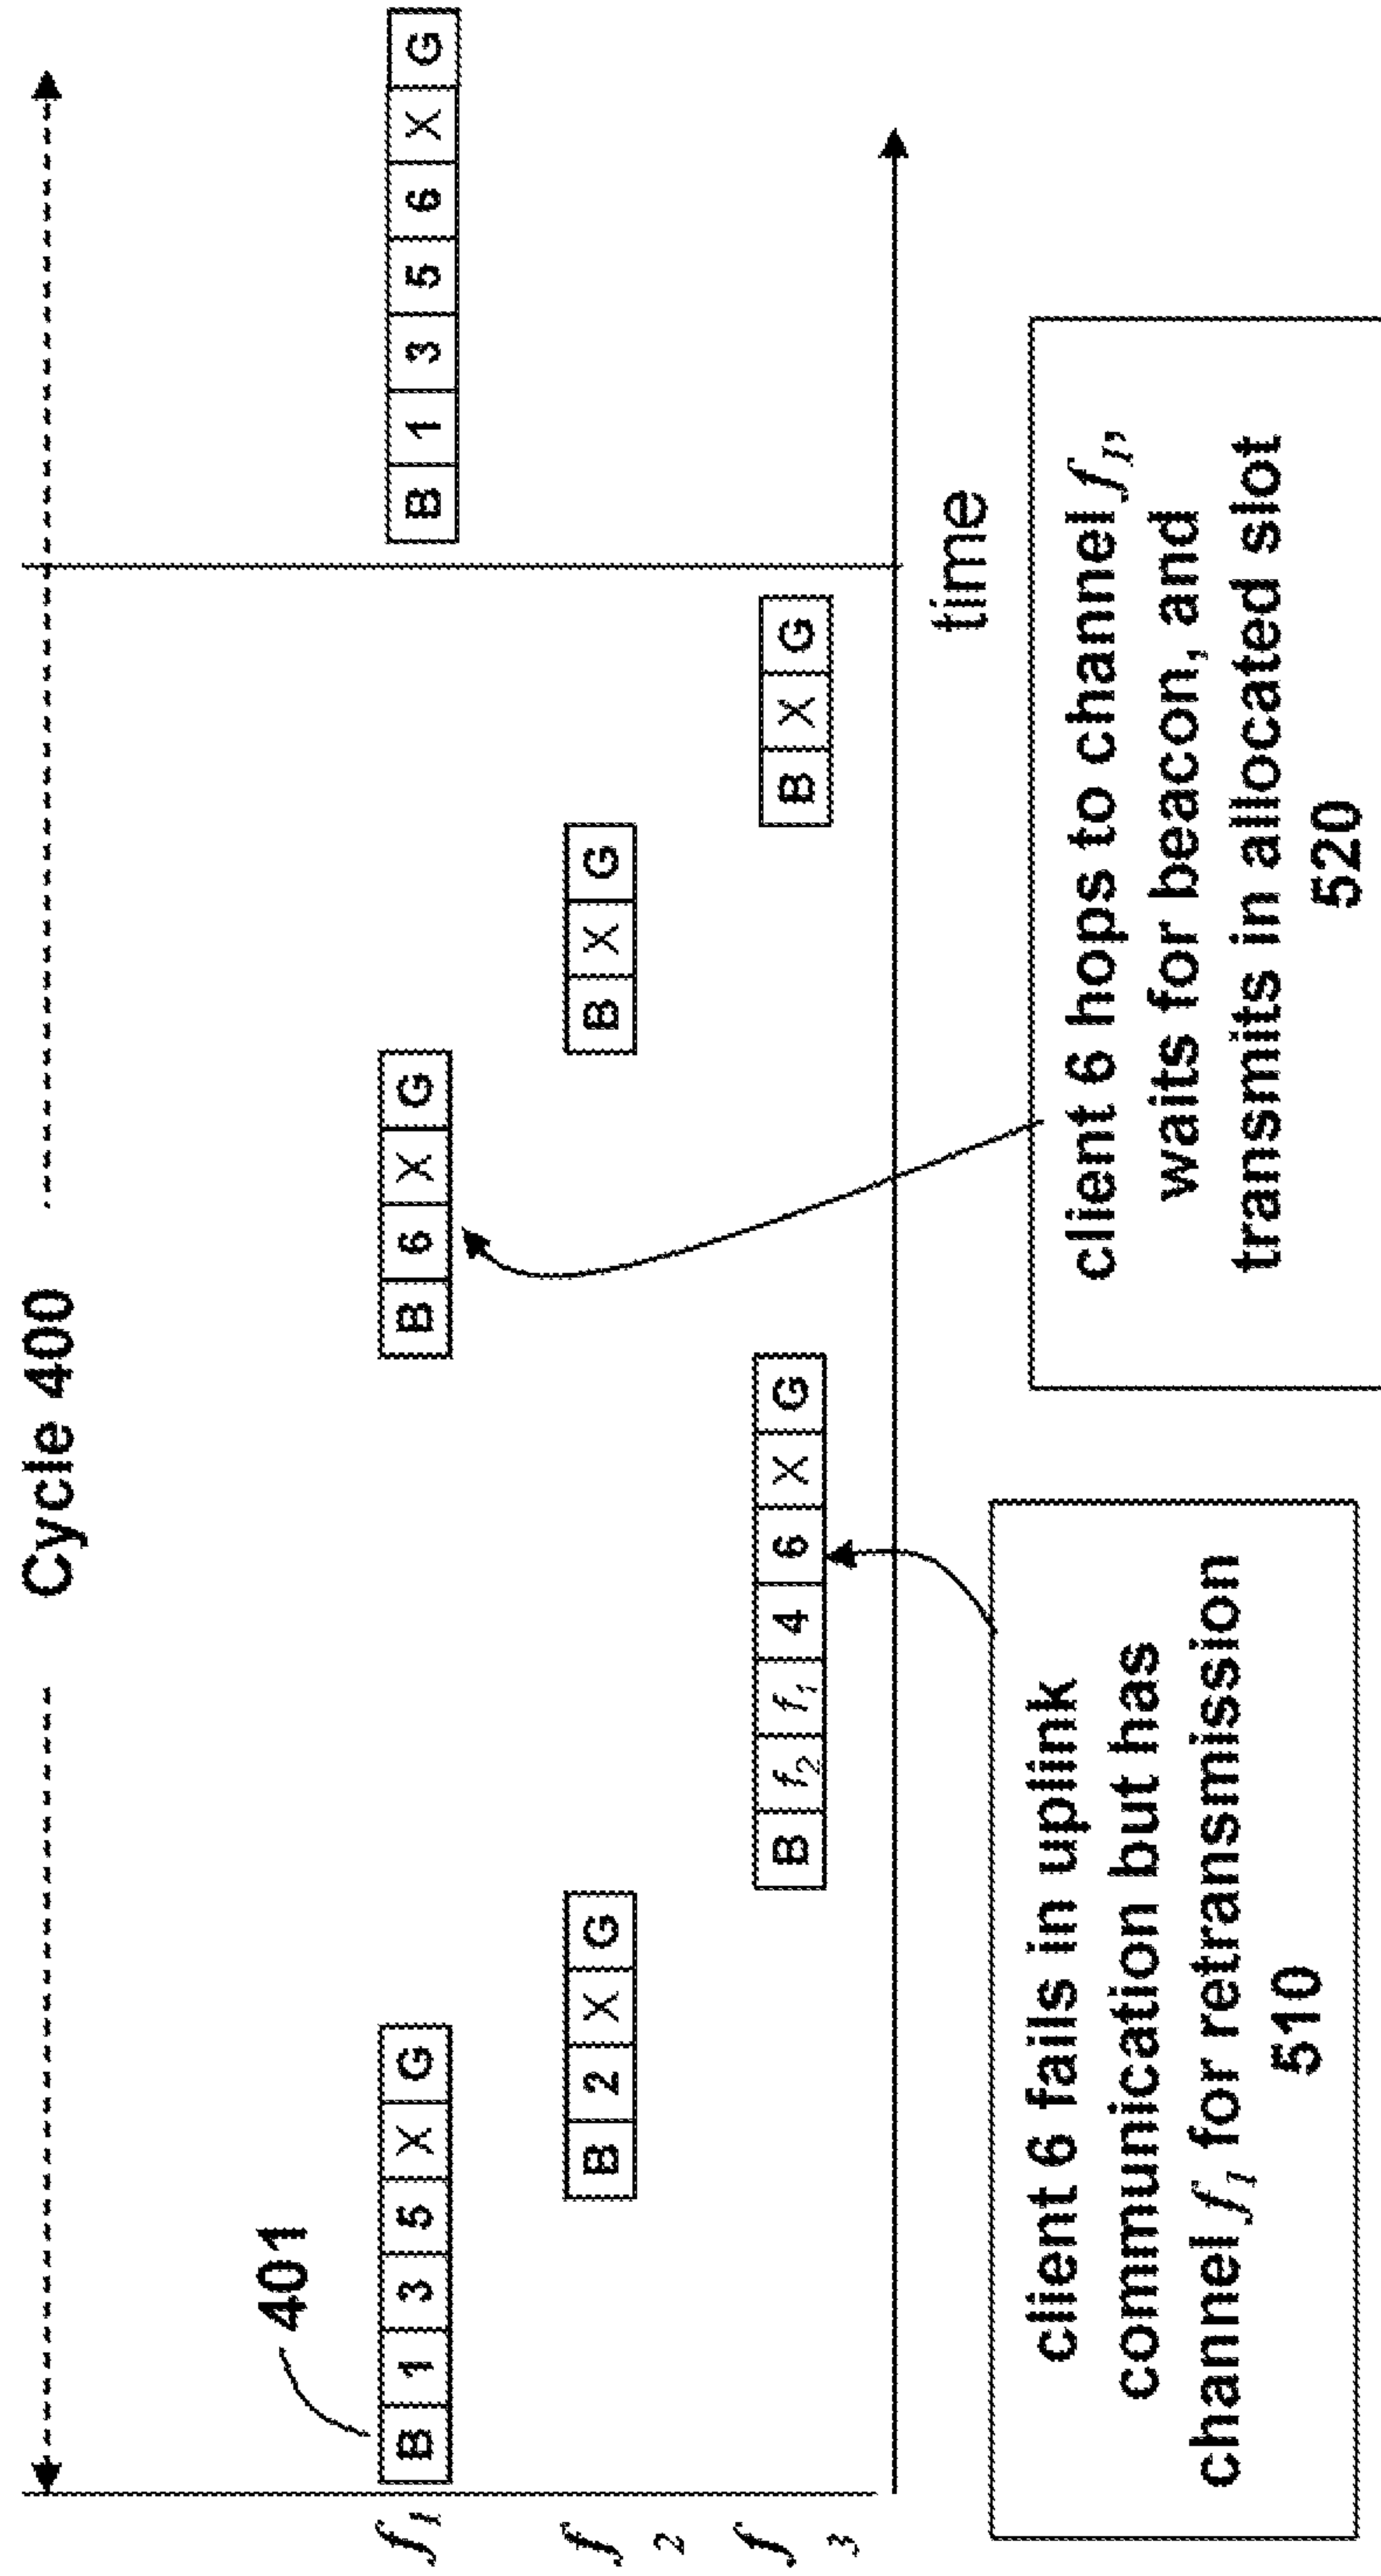 Cycle 400
401
f1
B 1 3 5 X G
B 6 X G
B 1 3 5 6 X G
f2
B 2 X G
B X G
f3
B f2 f1 4 6 X G
B X G
time
client 6 fails in uplink
communication but has
channel f1 for retransmission
510
client 6 hops to channel f1,
waits for beacon, and
transmits in allocated slot
520